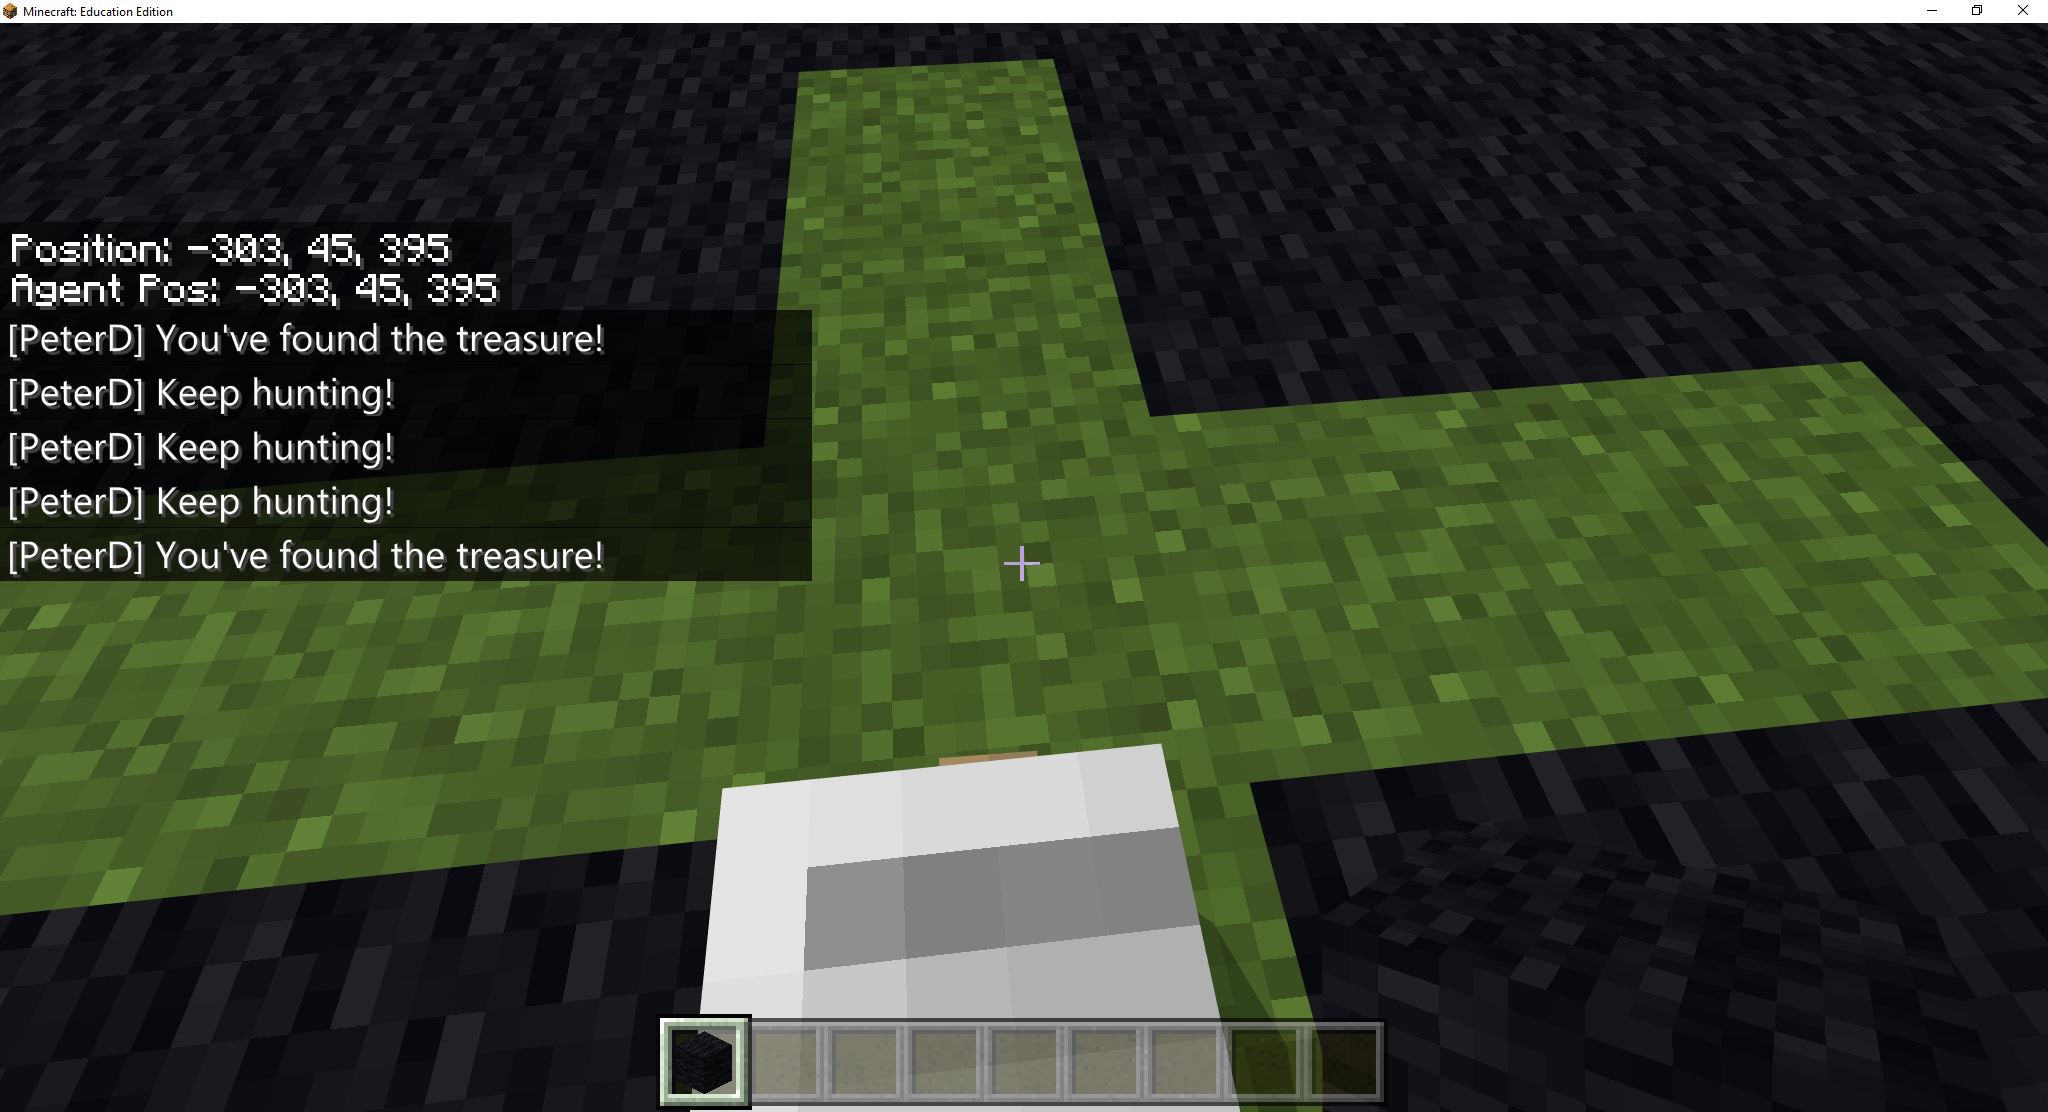 Minecraft: Education Edition
Position: -303, 45, 395
Agent Pos: -303, 45, 395
[PeterD] You've found the treasure!
[PeterD] Keep hunting!
[PeterD] Keep hunting!
[PeterD] Keep hunting!
[PeterD] You've found the treasure!